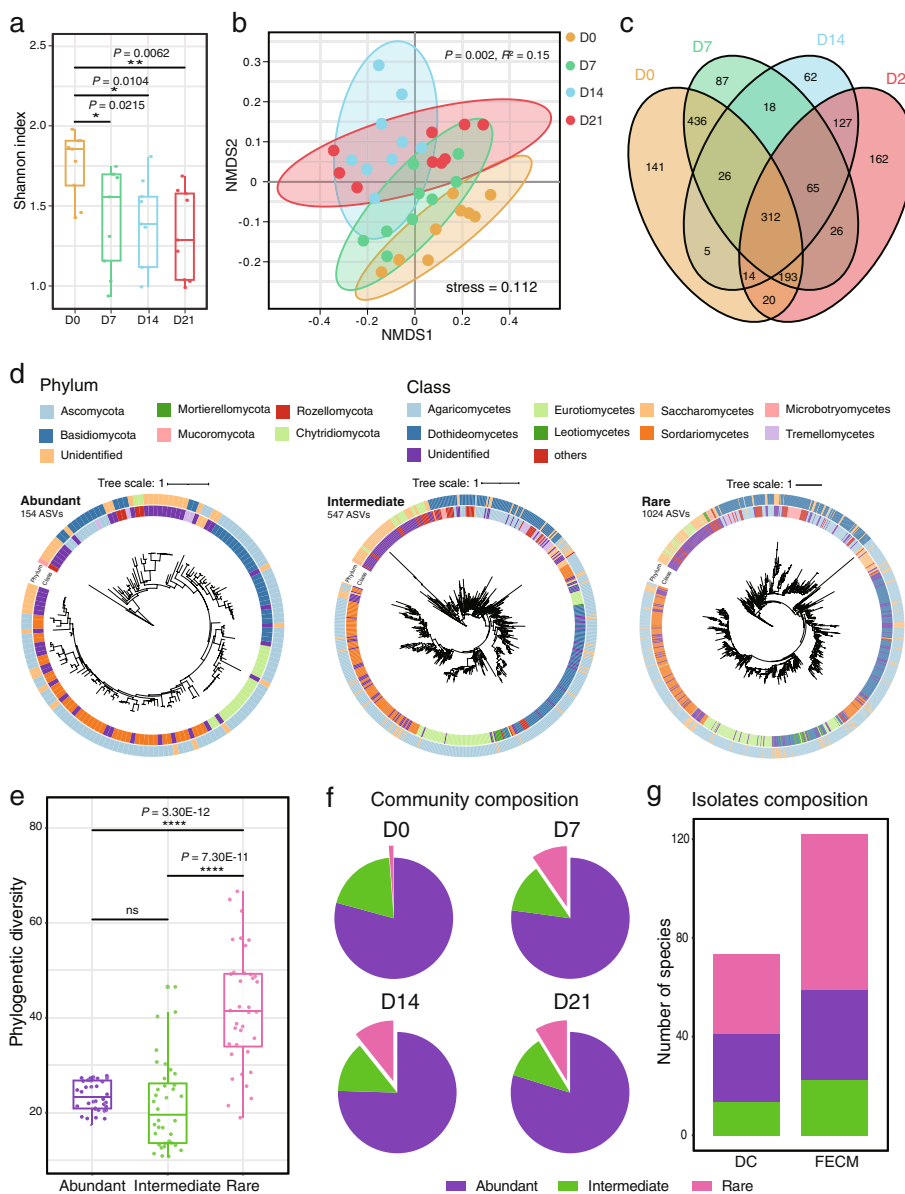 a
P = 0.0062
**
P = 0.0104
*
P = 0.0215
*
Shannon index
2.5
2.0
1.5
1.0
D0 D7 D14 D21
b
P = 0.002, R² = 0.15
NMDS2
0.3
0.2
0.1
0
-0.1
-0.2
stress = 0.112
-0.4 -0.2 0 0.2 0.4
NMDS1
D0
D7
D14
D21
c
D0
D7
D14
D2
87
62
436
18
127
141
26
65
162
312
5
26
14
193
20
d
Phylum
Ascomycota
Mortierellomycota
Rozellomycota
Basidiomycota
Mucoromycota
Chytridiomycota
Unidentified
Class
Agaricomycetes
Eurotiomycetes
Saccharomycetes
Microbotryomycetes
Dothideomycetes
Leotiomycetes
Sordariomycetes
Tremellomycetes
Unidentified
others
Tree scale: 1
Abundant
154 ASVs
Phylum
Class
Tree scale: 1
Intermediate
547 ASVs
Phylum
Class
Tree scale: 1
Rare
1024 ASVs
Phylum
Class
e
P = 3.30E-12
****
P = 7.30E-11
****
ns
Phylogenetic diversity
80
60
40
20
Abundant Intermediate Rare
f Community composition
D0
D7
D14
D21
g Isolates composition
Number of species
120
80
40
0
DC FECM
Abundant Intermediate Rare